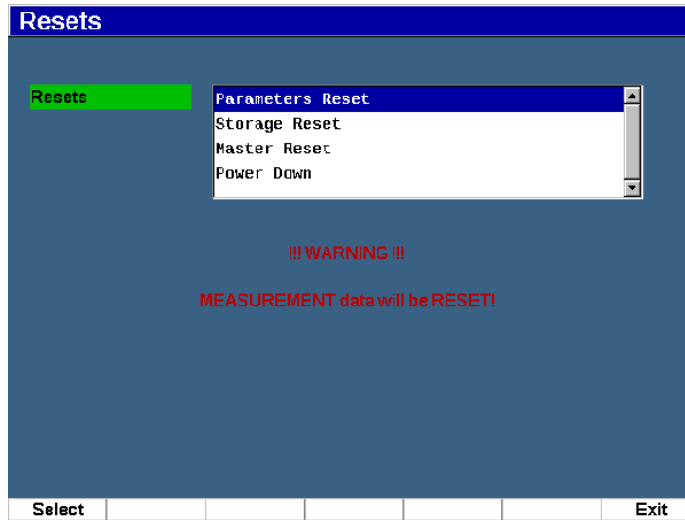 Resets
Resets
Parameters Reset
Storage Reset
Master Reset
Power Down
!!! WARNING !!!
MEASUREMENT data will be RESET!
Select Exit